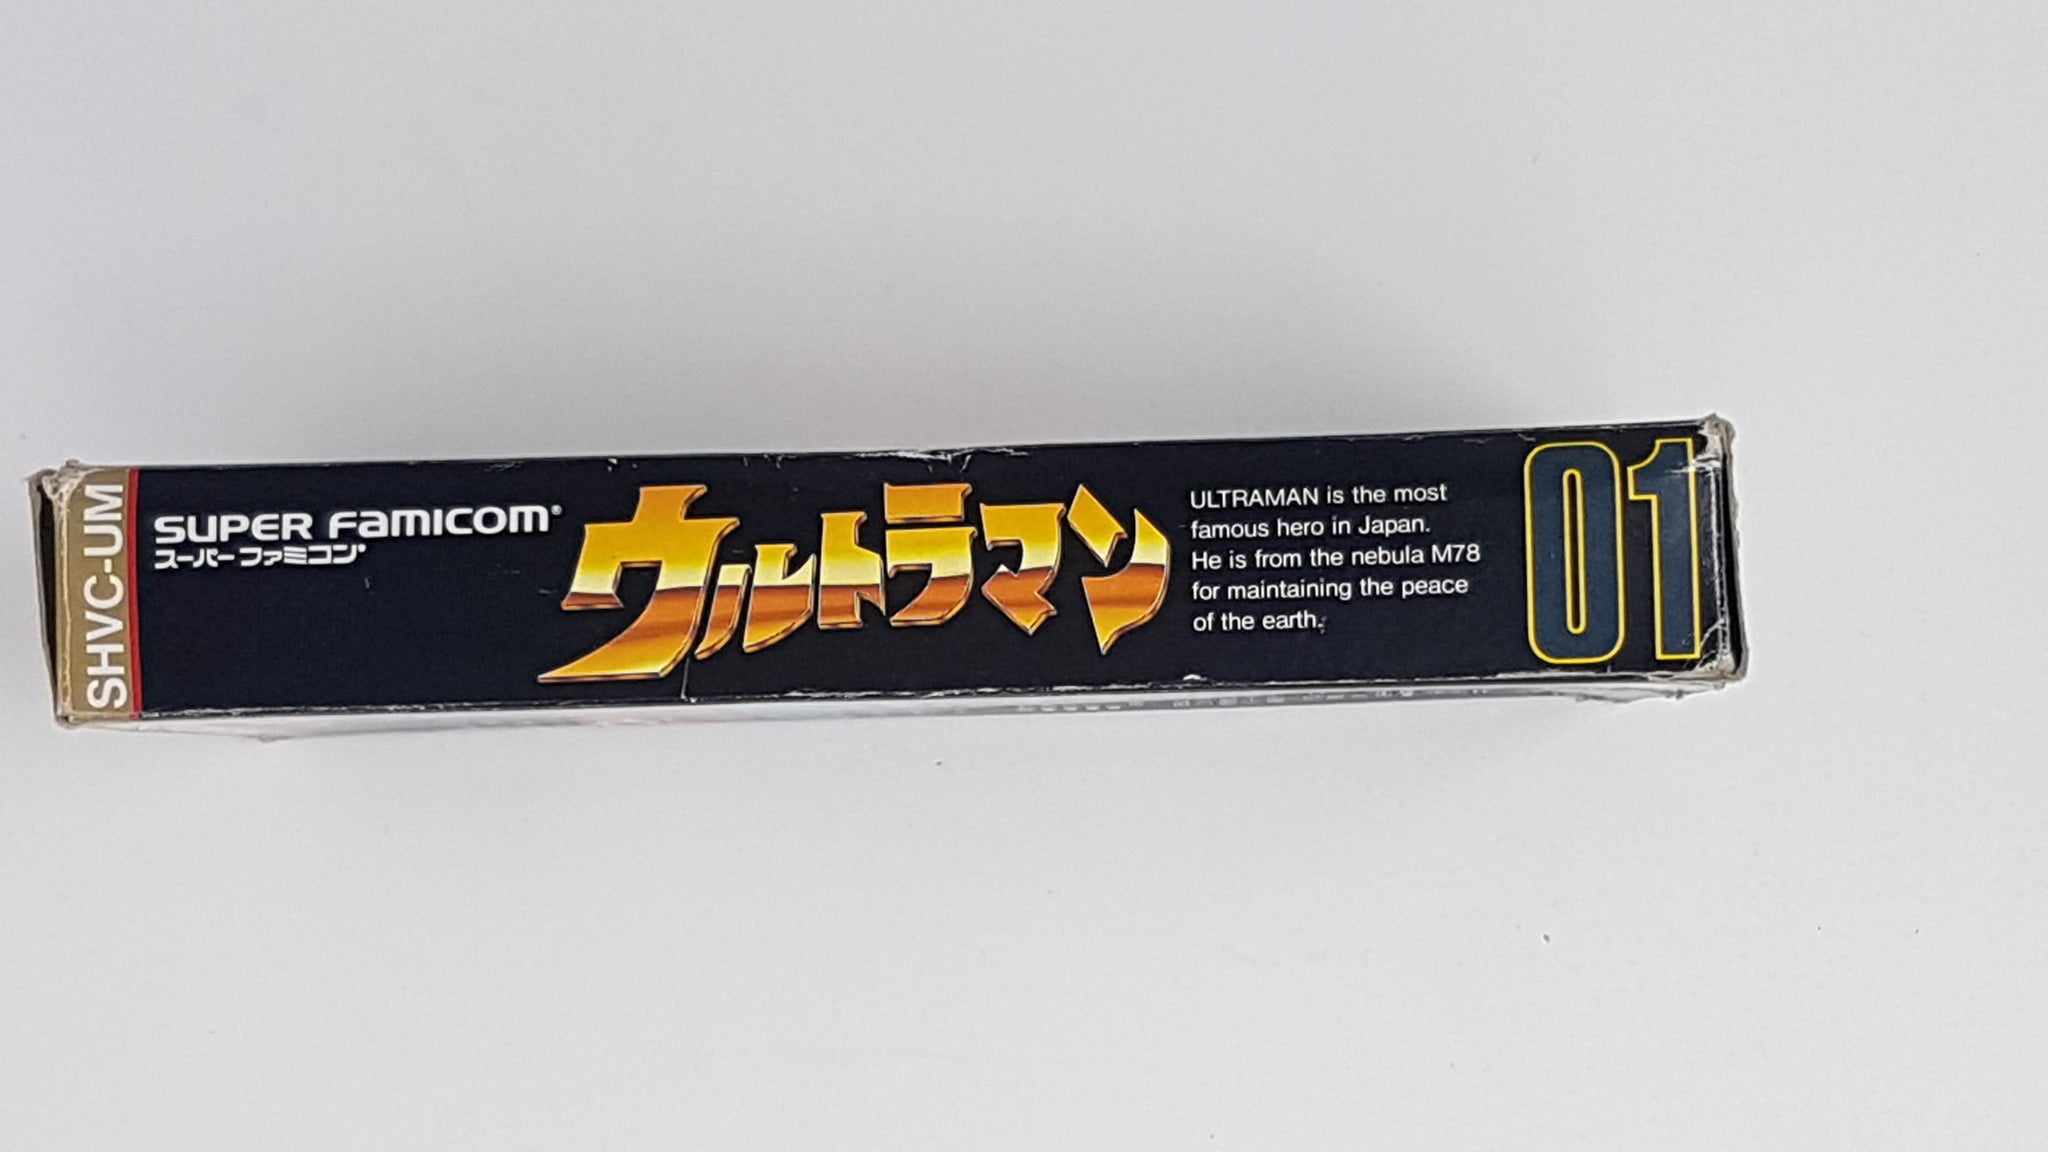 SHVC-UM
SUPER FAMICOM®
スーパーファミコン®
ウルトラマン
ULTRAMAN is the most
famous hero in Japan.
He is from the nebula M78
for maintaining the peace
of the earth.
01